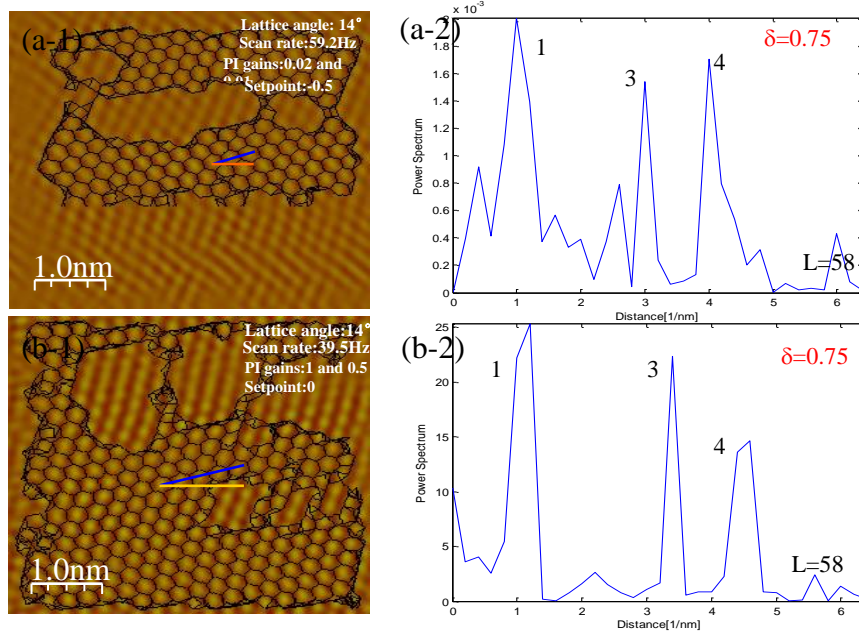 (a-1)
Lattice angle: 14°
Scan rate:59.2Hz
PI gains:0.02 and
Setpoint:-0.5
1.0nm
(a-2)
×10⁻³
δ=0.75
1
3
4
L=58
Power Spectrum
2
1.8
1.6
1.4
1.2
1
0.8
0.6
0.4
0.2
0
0 1 2 3 4 5 6
Distance[1/nm]
(b-1)
Lattice angle:14°
Scan rate:39.5Hz
PI gains:1 and 0.5
Setpoint:0
1.0nm
(b-2)
δ=0.75
1
3
4
L=58
Power Spectrum
25
20
15
10
5
0
0 1 2 3 4 5 6
Distance[1/nm]